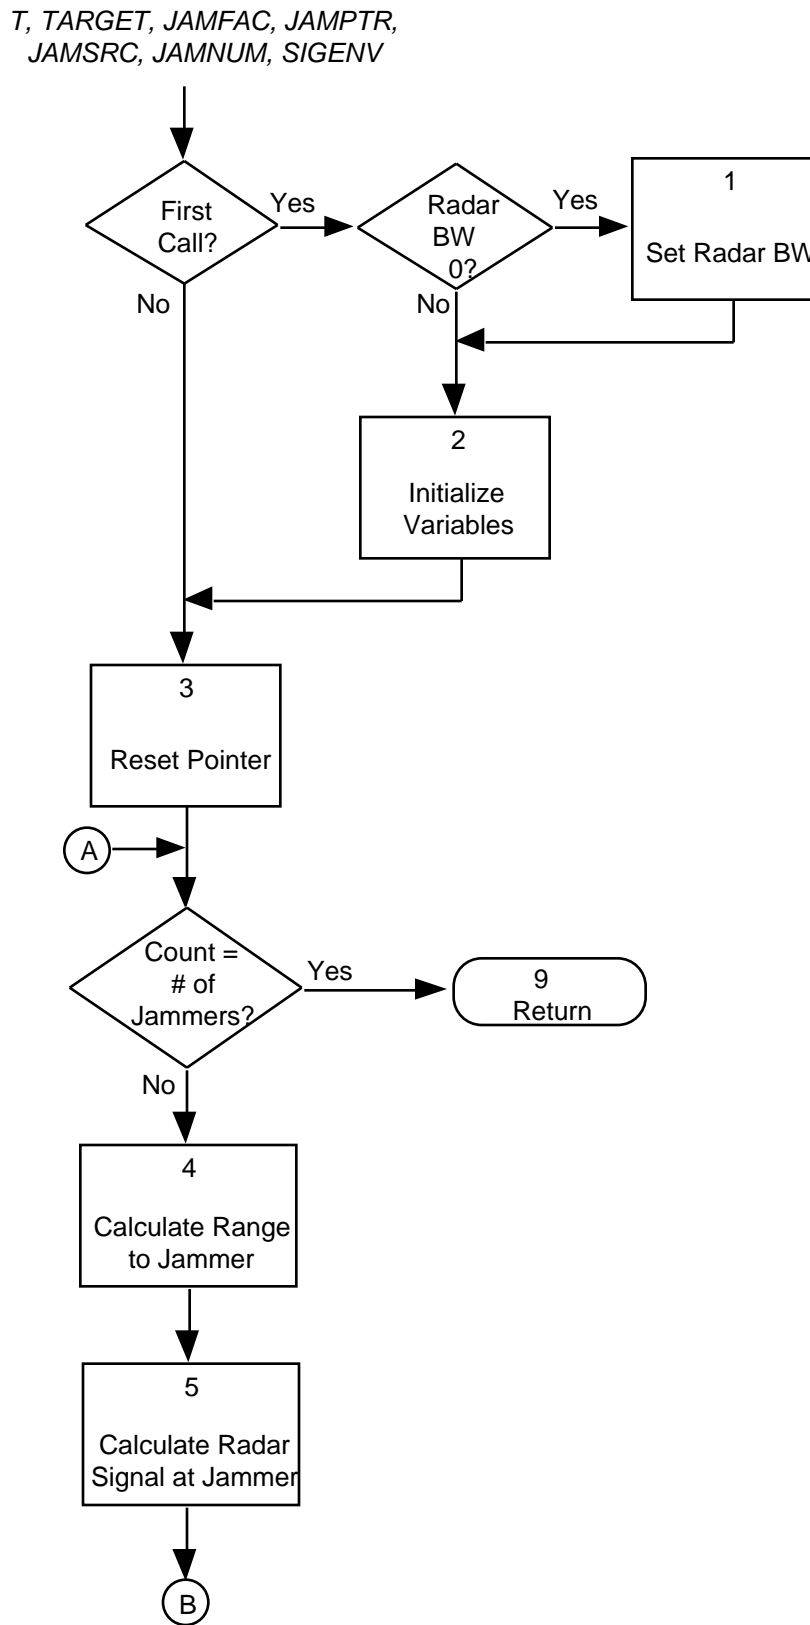 T, TARGET, JAMFAC, JAMPTR,
JAMSRC, JAMNUM, SIGENV
First
Call?
Yes
No
Radar
BW
0?
Yes
No
1
Set Radar BW
2
Initialize
Variables
3
Reset Pointer
A
Count =
# of
Jammers?
Yes
No
9
Return
4
Calculate Range
to Jammer
5
Calculate Radar
Signal at Jammer
B